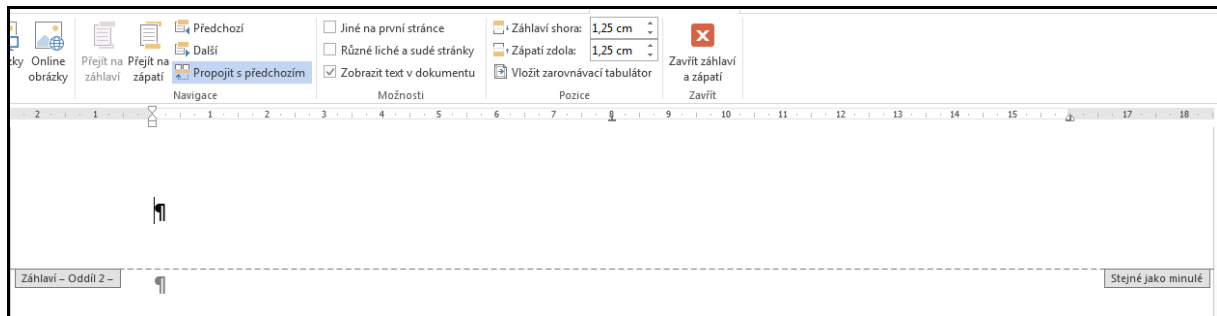 Předchozí
Jiné na první stránce
Záhlaví shora: 1,25 cm
Další
Různé liché a sudé stránky
Zápatí zdola: 1,25 cm
zky Online obrázky
Přejít na záhlaví
Přejít na zápatí
Propojit s předchozím
Zobrazit text v dokumentu
Vložit zarovnávací tabulátor
Zavřít záhlaví a zápatí
Navigace
Možnosti
Pozice
Zavřít
2 1 1 2 3 4 5 6 7 8 9 10 11 12 13 14 15 17 18
¶
Záhlaví – Oddíl 2 –
¶
Stejné jako minulé